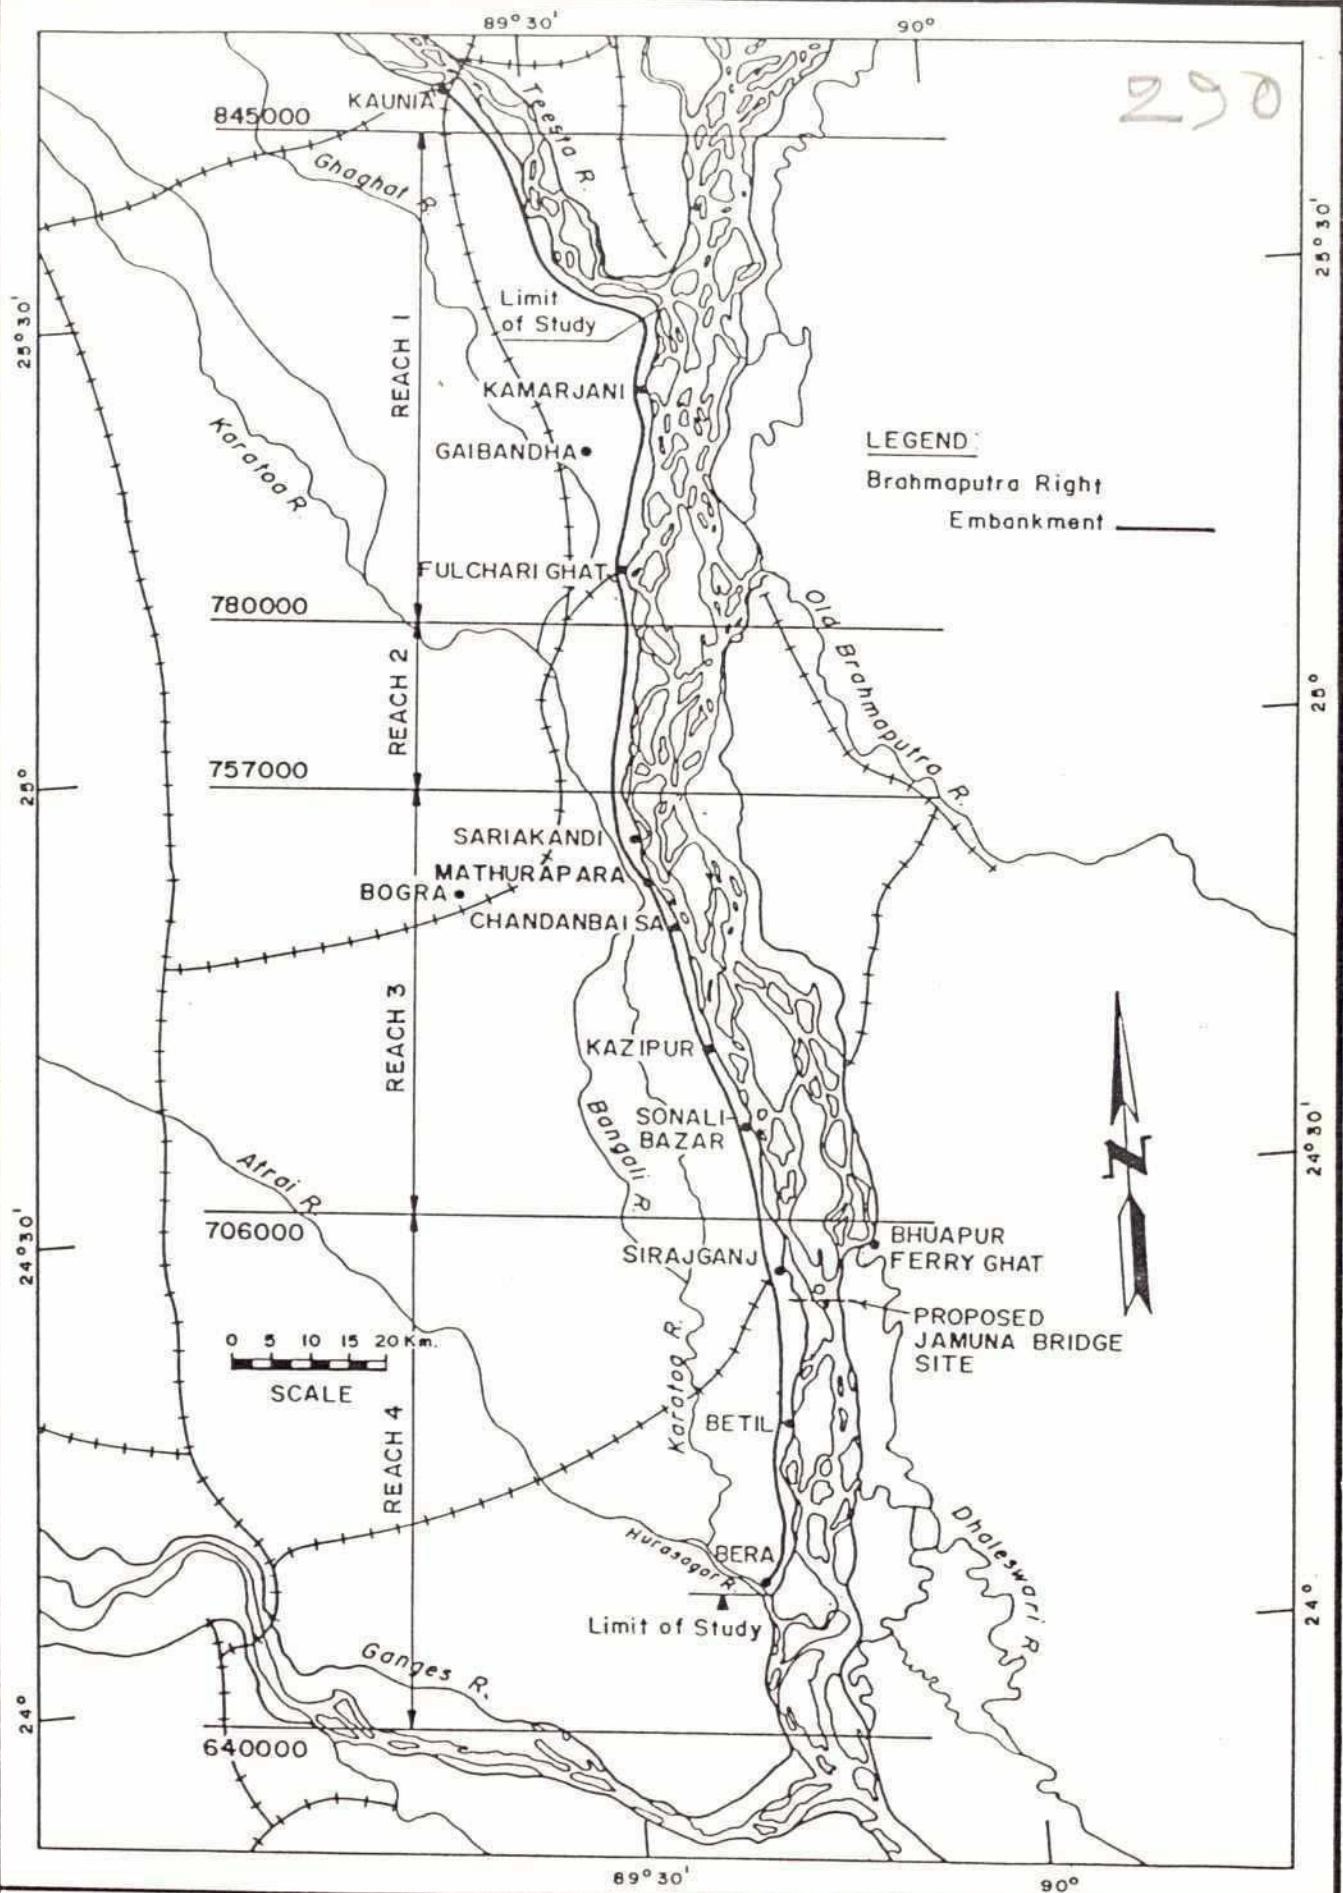 89°30'
90°
290
KAUNIA
845000
Teesta R.
Ghaghat R.
25°30'
25°30'
Limit
of Study
REACH 1
KAMARJANI
GAIBANDHA
Karatoa R.
LEGEND:
Brahmaputra Right
Embankment
FULCHARI GHAT
780000
Old Brahmaputra R.
REACH 2
25°
757000
25°
SARIAKANDI
MATHURAPARA
BOGRA
CHANDANBAISA
REACH 3
KAZIPUR
SONALI
BAZAR
Bangali R.
N
24°30'
Atrai R.
706000
24°30'
SIRAJGANJ
BHUAPUR
FERRY GHAT
PROPOSED
JAMUNA BRIDGE
SITE
0 5 10 15 20 Km.
SCALE
Karatoa R.
BETIL
REACH 4
Hurasagar R.
BERA
Dhaleswari R.
24°
Limit of Study
Ganges R.
24°
640000
89°30'
90°